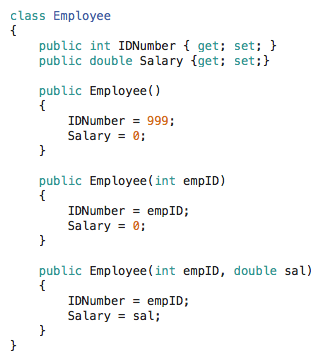 class Employee
{
    public int IDNumber { get; set; }
    public double Salary {get; set;}

    public Employee()
    {
        IDNumber = 999;
        Salary = 0;
    }

    public Employee(int empID)
    {
        IDNumber = empID;
        Salary = 0;
    }

    public Employee(int empID, double sal)
    {
        IDNumber = empID;
        Salary = sal;
    }
}